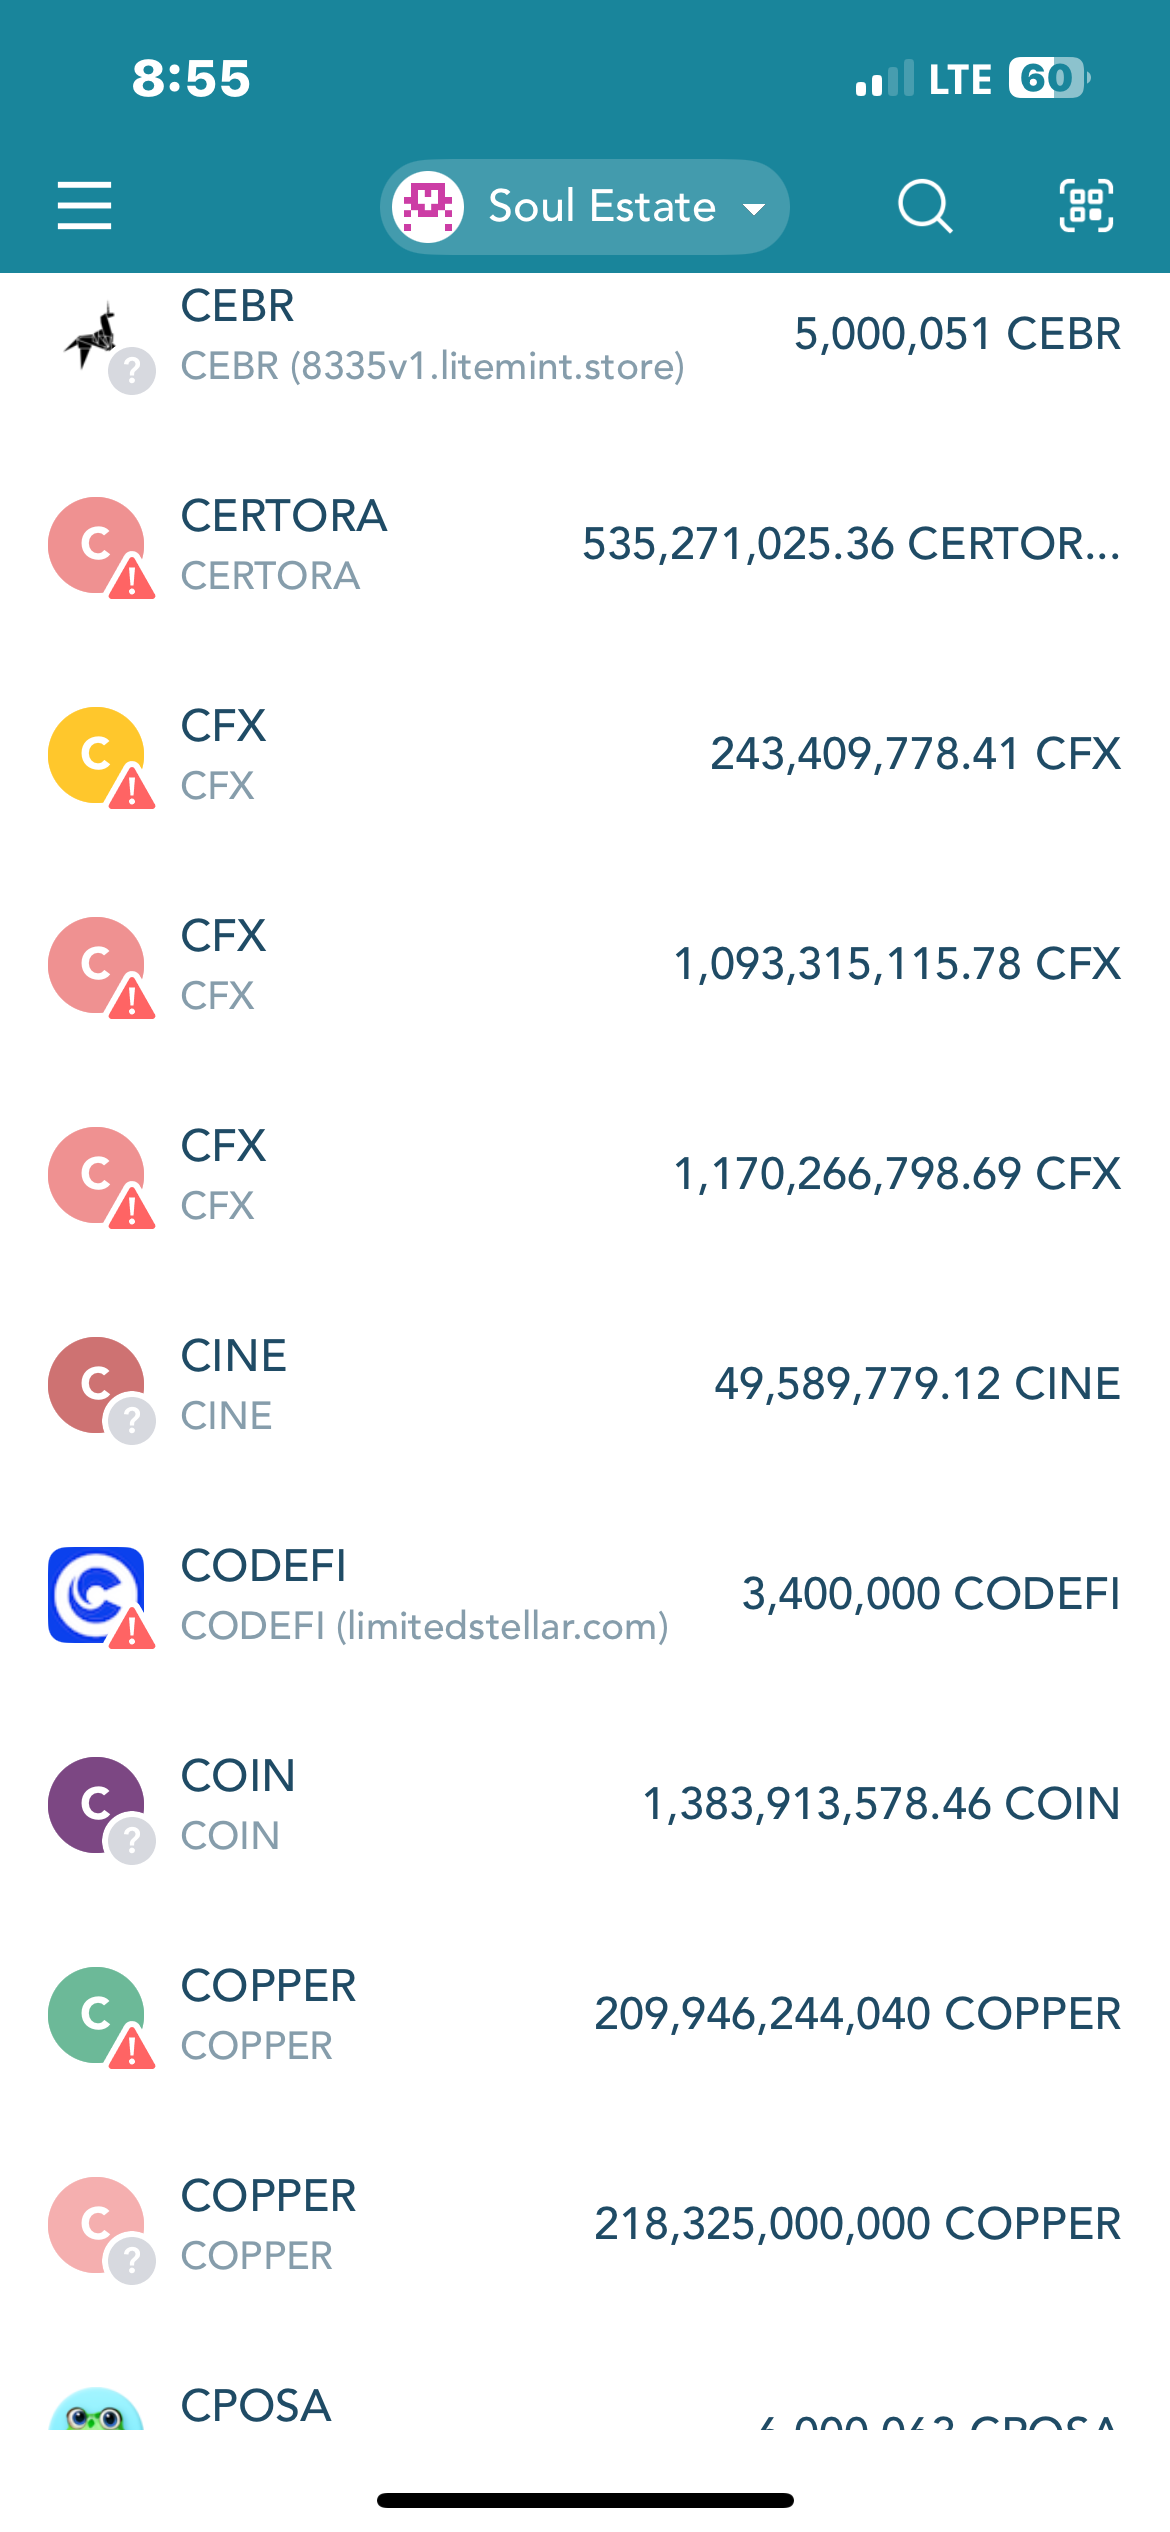 8:55
LTE 60
Soul Estate
CEBR
5,000,051 CEBR
CEBR (8335v1.litemint.store)
C
CERTORA
535,271,025.36 CERTOR...
CERTORA
C
CFX
243,409,778.41 CFX
CFX
C
CFX
1,093,315,115.78 CFX
CFX
C
CFX
1,170,266,798.69 CFX
CFX
C
CINE
49,589,779.12 CINE
CINE
CODEFI
3,400,000 CODEFI
CODEFI (limitedstellar.com)
C
COIN
1,383,913,578.46 COIN
COIN
C
COPPER
209,946,244,040 COPPER
COPPER
C
COPPER
218,325,000,000 COPPER
COPPER
CPOSA
CPOSA